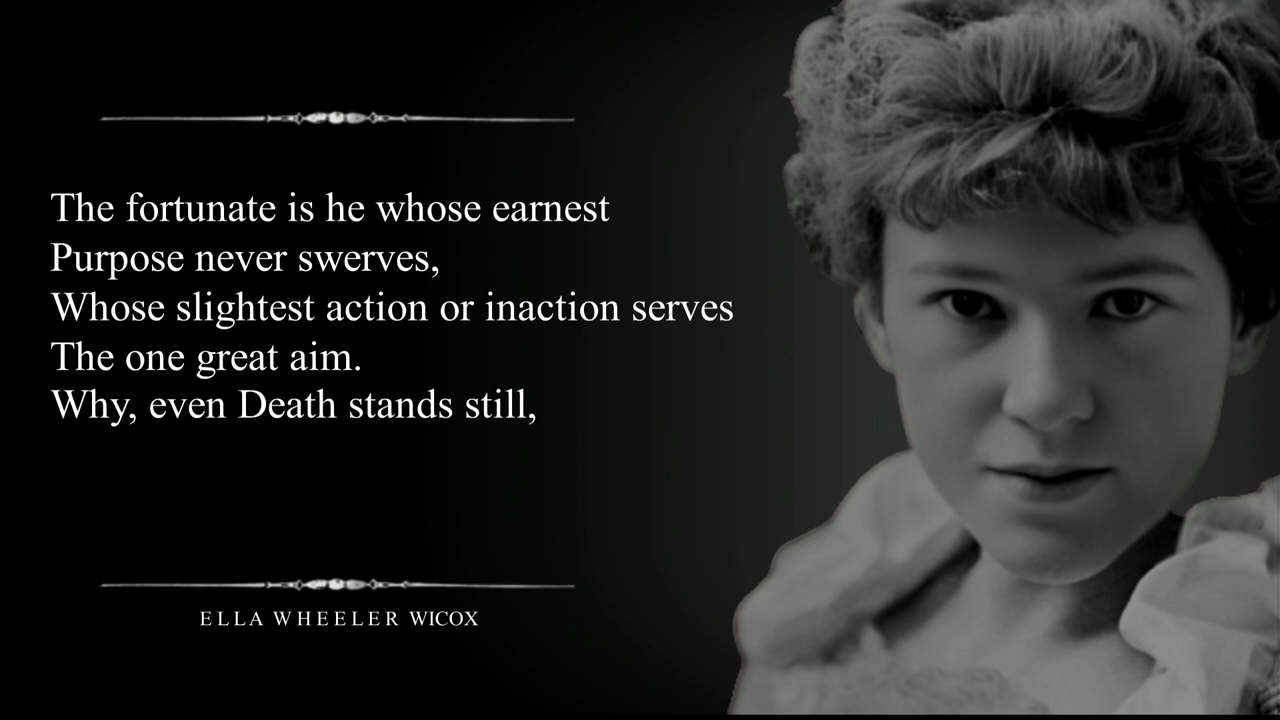 The fortunate is he whose earnest
Purpose never swerves,
Whose slightest action or inaction serves
The one great aim.
Why, even Death stands still,
ELLA WHEELER WICOX